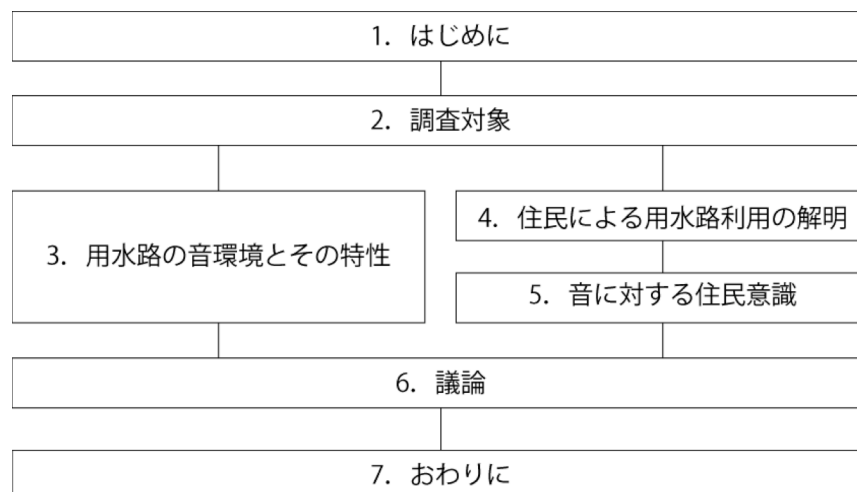 1. はじめに
2. 調査対象
3. 用水路の音環境とその特性
4. 住民による用水路利用の解明
5. 音に対する住民意識
6. 議論
7. おわりに